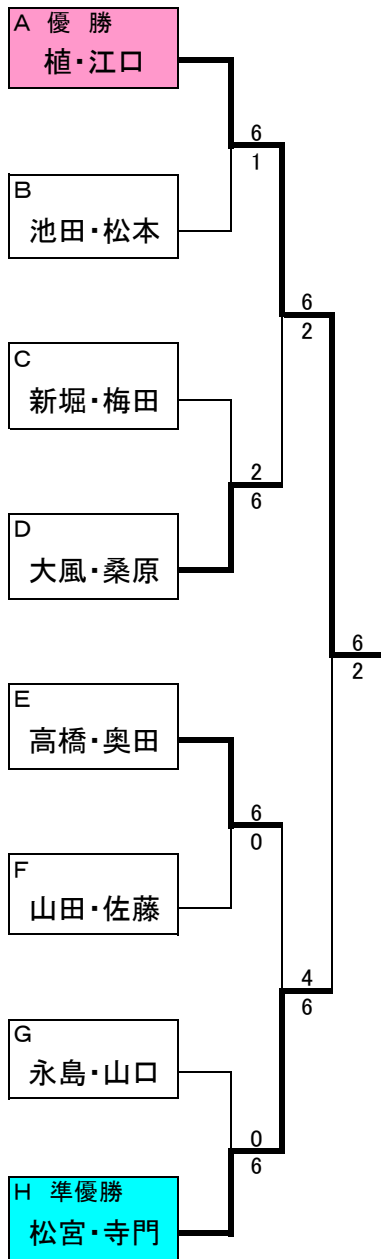 A 優 勝
植・江口
6
1
B
池田・松本
6
2
C
新堀・梅田
2
6
D
大風・桑原
6
2
E
高橋・奥田
6
0
F
山田・佐藤
4
6
G
永島・山口
0
6
H 準優勝
松宮・寺門